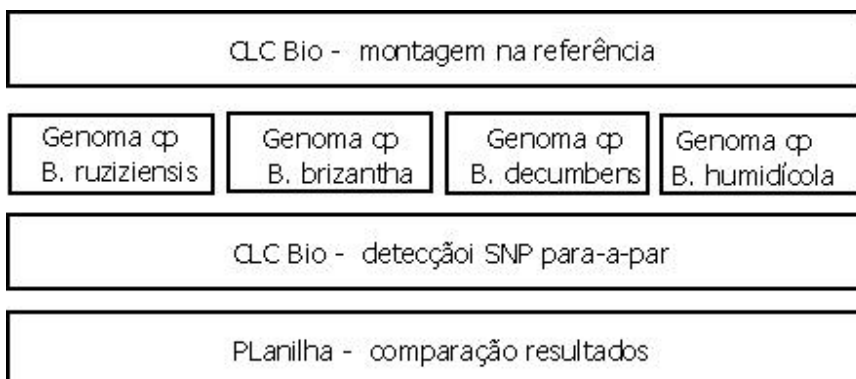 CLC Bio - montagem na referência
Genoma cp
B. ruziziensis
Genoma cp
B. brizantha
Genoma cp
B. decumbens
Genoma cp
B. humidícola
CLC Bio - detecçãoi SNP para-a-par
PLanilha - comparação resultados